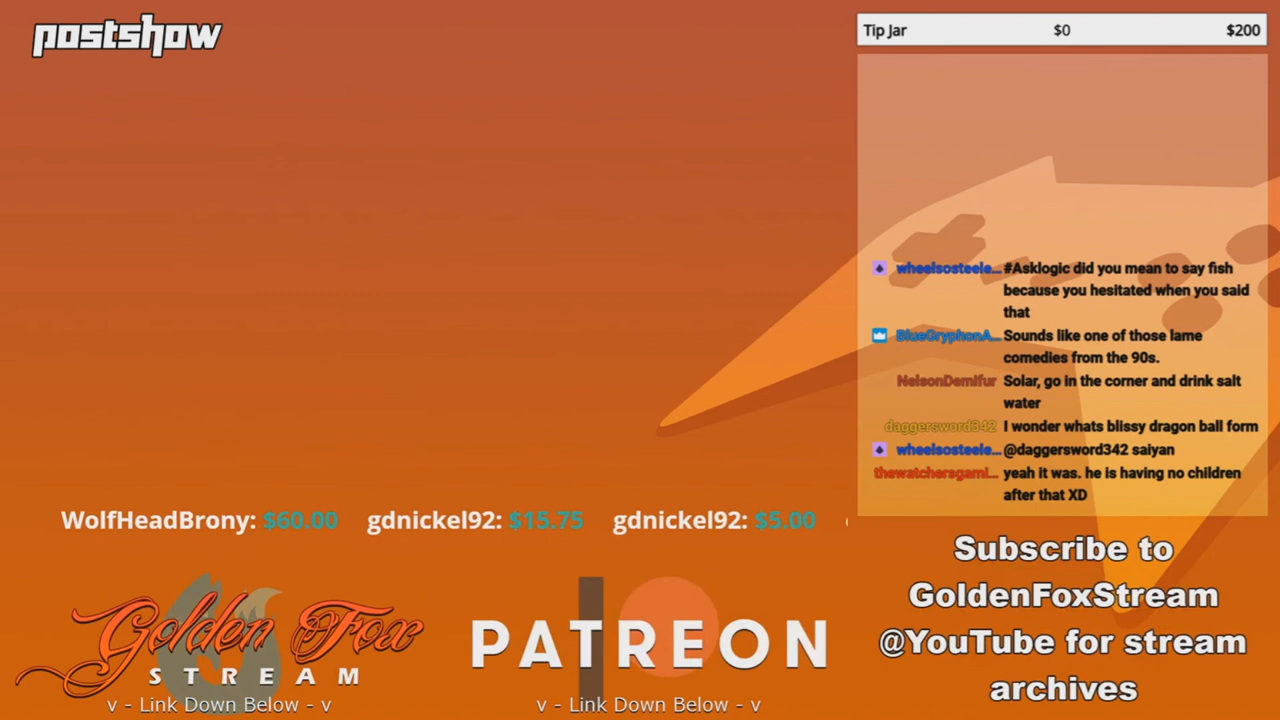 postshow
Tip Jar $0 $200
wheelsosteele... #Asklogic did you mean to say fish
because you hesitated when you said
that
BlueGryphonA... Sounds like one of those lame
comedies from the 90s.
NelsonDemifur Solar, go in the corner and drink salt
water
daggersword342 I wonder whats blissy dragon ball form
wheelsosteele... @daggersword342 saiyan
thewatchersgami... yeah it was. he is having no children
after that XD
WolfHeadBrony: $60.00 gdnickel92: $15.75 gdnickel92: $5.00
Golden Fox
STREAM
v - Link Down Below - v
PATREON
v - Link Down Below - v
Subscribe to
GoldenFoxStream
@YouTube for stream
archives